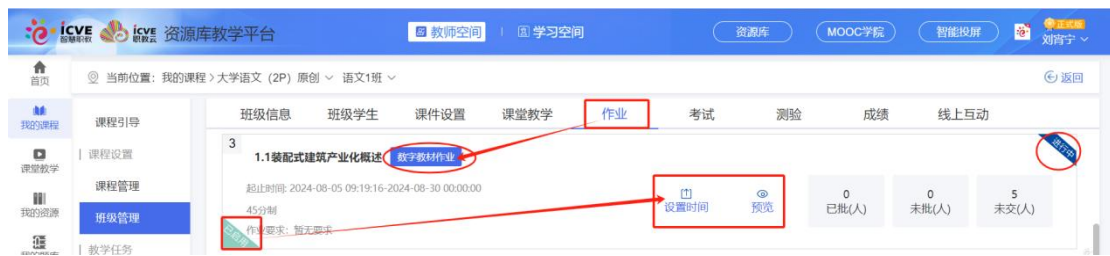 icve 智慧职教 icve 职教云 资源库教学平台 教师空间 学习空间 资源库 MOOC学院 智能投屏 正式版 刘宵宁
首页 当前位置：我的课程 > 大学语文 (2P) 原创 语文1班 返回
我的课程 课程引导 班级信息 班级学生 课件设置 课堂教学 作业 考试 测验 成绩 线上互动
课堂教学 课程设置 3 1.1装配式建筑产业化概述 数字教材作业 进行中
课程管理 起止时间: 2024-08-05 09:19:16-2024-08-30 00:00:00
我的资源 班级管理 45分制 设置时间 预览 0 已批(人) 0 未批(人) 5 未交(人)
教学任务 已启用 作业要求：暂无要求